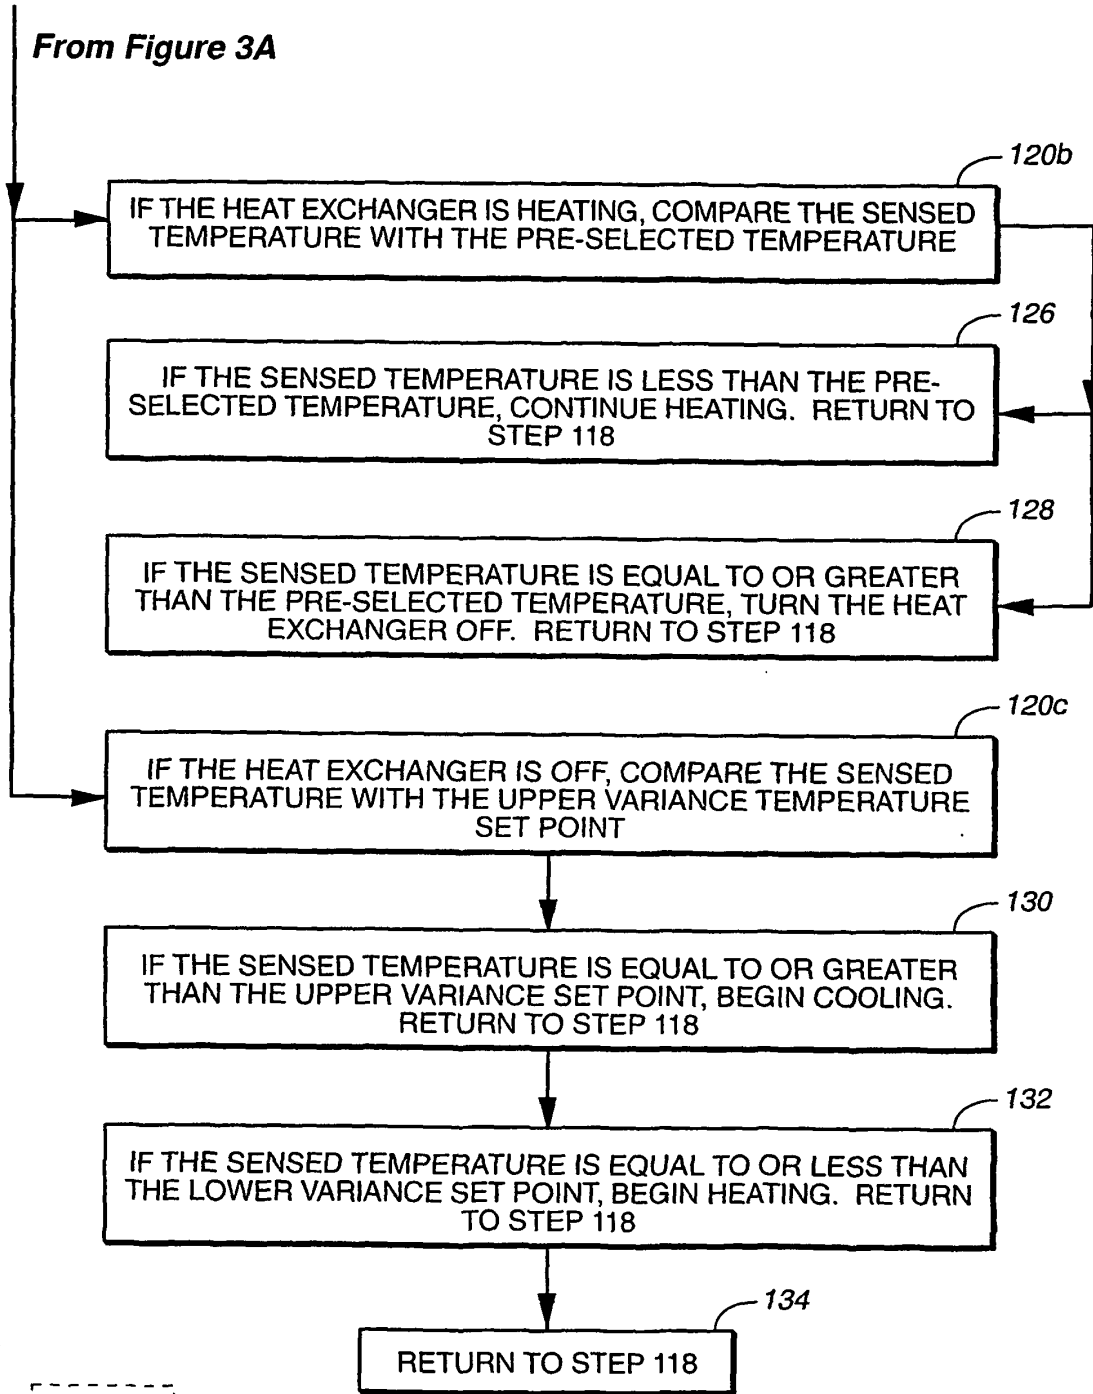 From Figure 3A
120b
IF THE HEAT EXCHANGER IS HEATING, COMPARE THE SENSED
TEMPERATURE WITH THE PRE-SELECTED TEMPERATURE
126
IF THE SENSED TEMPERATURE IS LESS THAN THE PRE-
SELECTED TEMPERATURE, CONTINUE HEATING. RETURN TO
STEP 118
128
IF THE SENSED TEMPERATURE IS EQUAL TO OR GREATER
THAN THE PRE-SELECTED TEMPERATURE, TURN THE HEAT
EXCHANGER OFF. RETURN TO STEP 118
120c
IF THE HEAT EXCHANGER IS OFF, COMPARE THE SENSED
TEMPERATURE WITH THE UPPER VARIANCE TEMPERATURE
SET POINT
130
IF THE SENSED TEMPERATURE IS EQUAL TO OR GREATER
THAN THE UPPER VARIANCE SET POINT, BEGIN COOLING.
RETURN TO STEP 118
132
IF THE SENSED TEMPERATURE IS EQUAL TO OR LESS THAN
THE LOWER VARIANCE SET POINT, BEGIN HEATING. RETURN
TO STEP 118
134
RETURN TO STEP 118